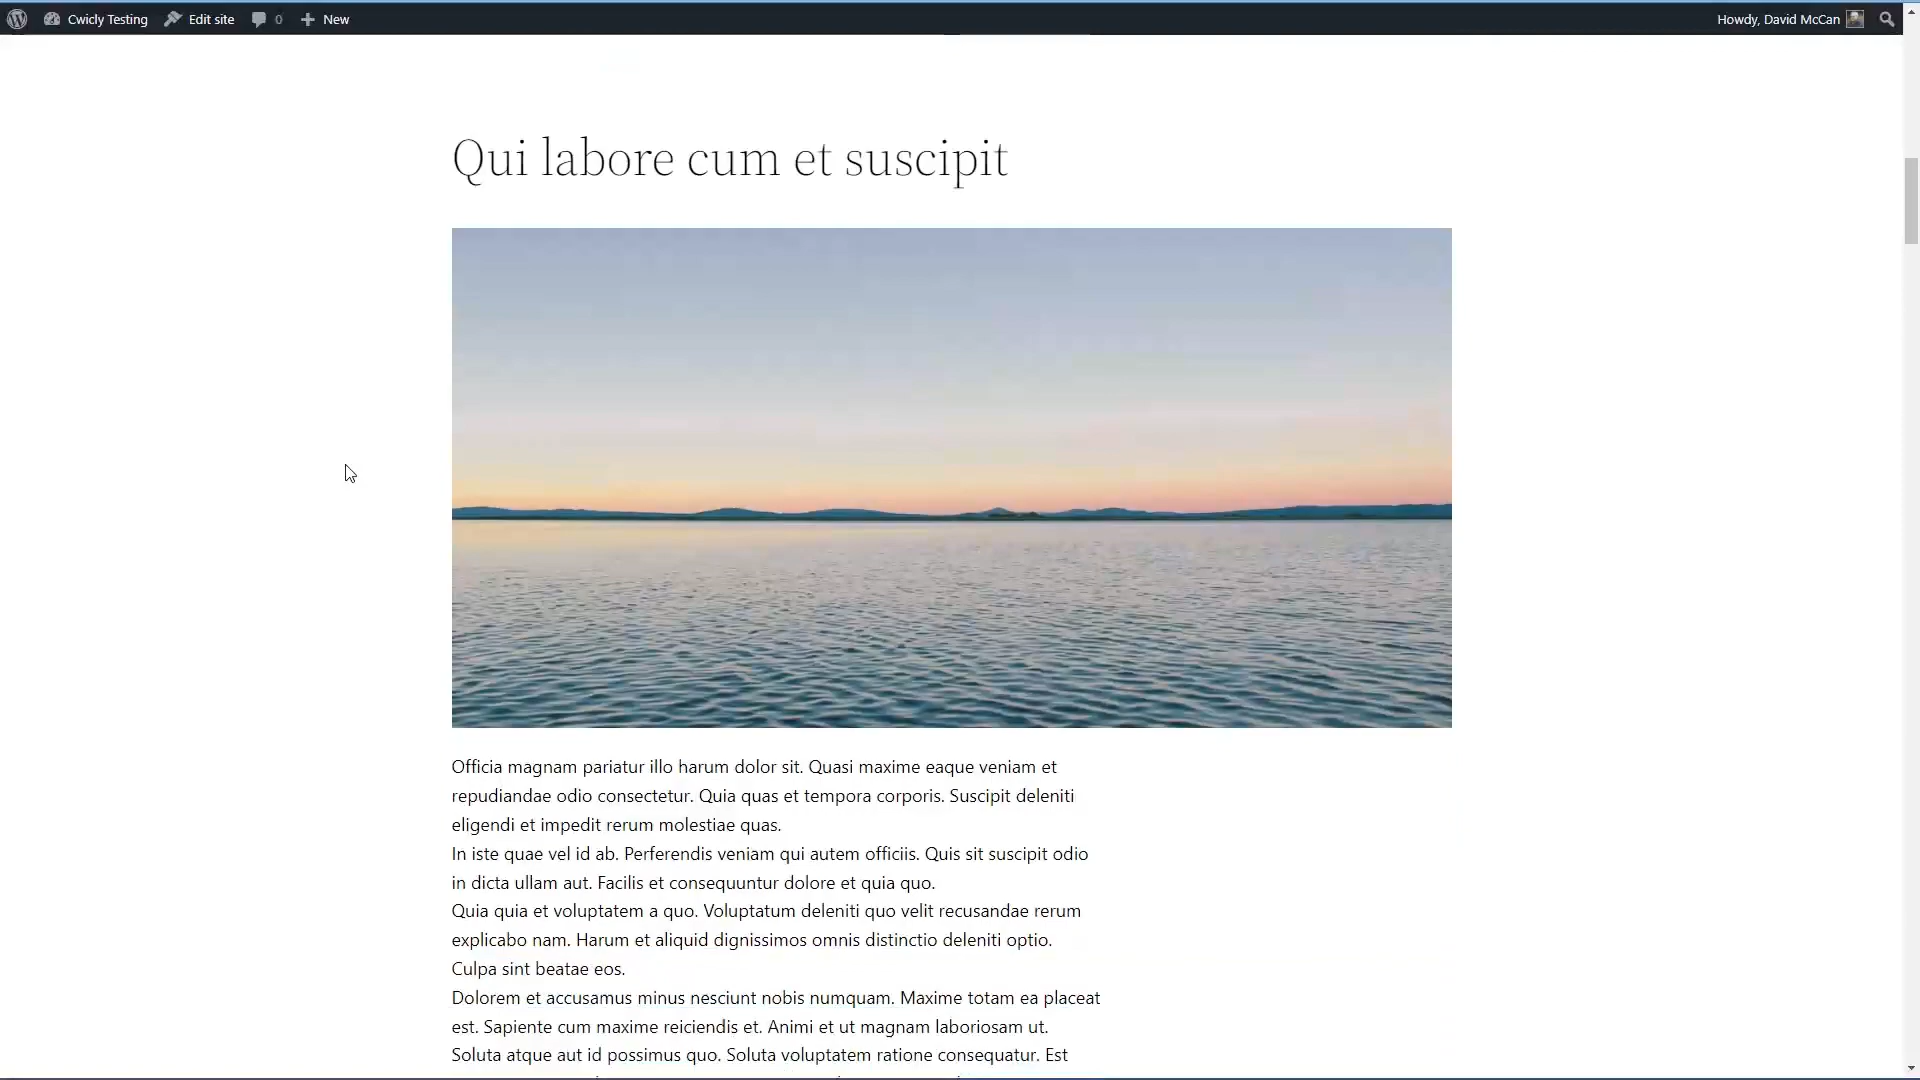 Cwicly Testing Edit site 0 New Howdy, David McCan
Qui labore cum et suscipit
Officia magnam pariatur illo harum dolor sit. Quasi maxime eaque veniam et
repudiandae odio consectetur. Quia quas et tempora corporis. Suscipit deleniti
eligendi et impedit rerum molestiae quas.
In iste quae vel id ab. Perferendis veniam qui autem officiis. Quis sit suscipit odio
in dicta ullam aut. Facilis et consequuntur dolore et quia quo.
Quia quia et voluptatem a quo. Voluptatum deleniti quo velit recusandae rerum
explicabo nam. Harum et aliquid dignissimos omnis distinctio deleniti optio.
Culpa sint beatae eos.
Dolorem et accusamus minus nesciunt nobis numquam. Maxime totam ea placeat
est. Sapiente cum maxime reiciendis et. Animi et ut magnam laboriosam ut.
Soluta atque aut id possimus quo. Soluta voluptatem ratione consequatur. Est